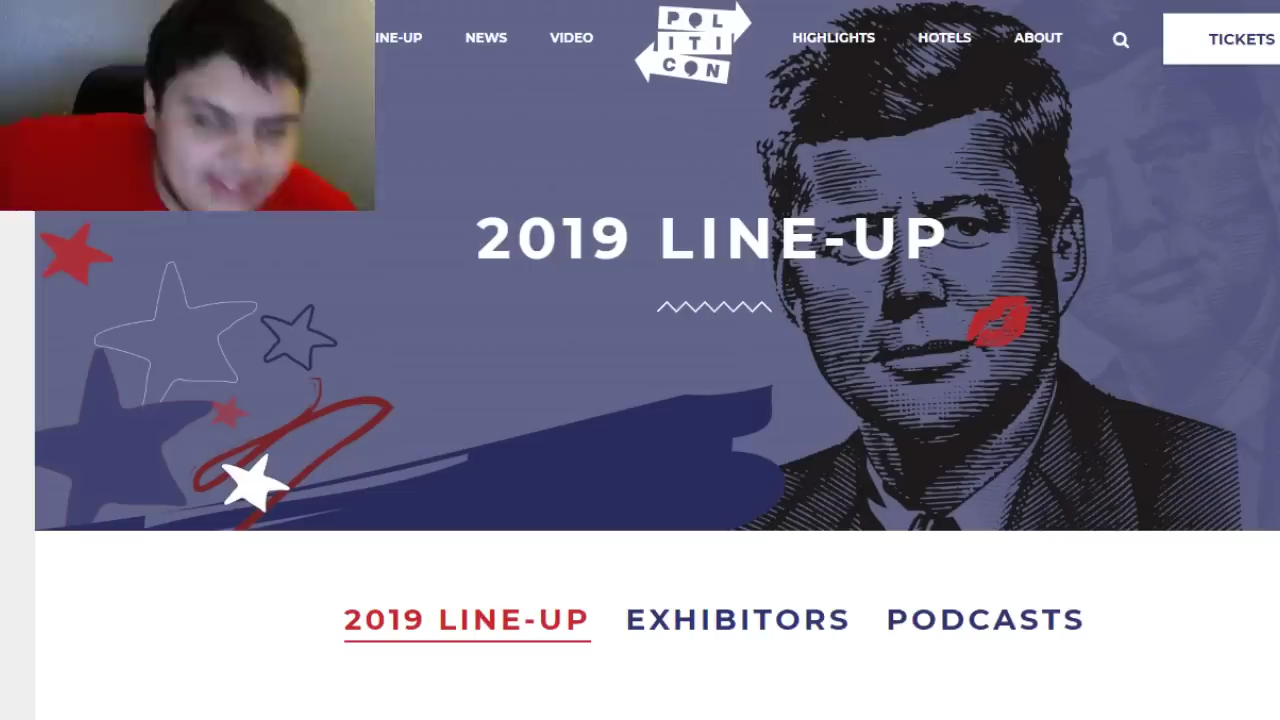 INE-UP NEWS VIDEO
POL
ITI
CON
HIGHLIGHTS HOTELS ABOUT
TICKETS
2019 LINE-UP
2019 LINE-UP EXHIBITORS PODCASTS